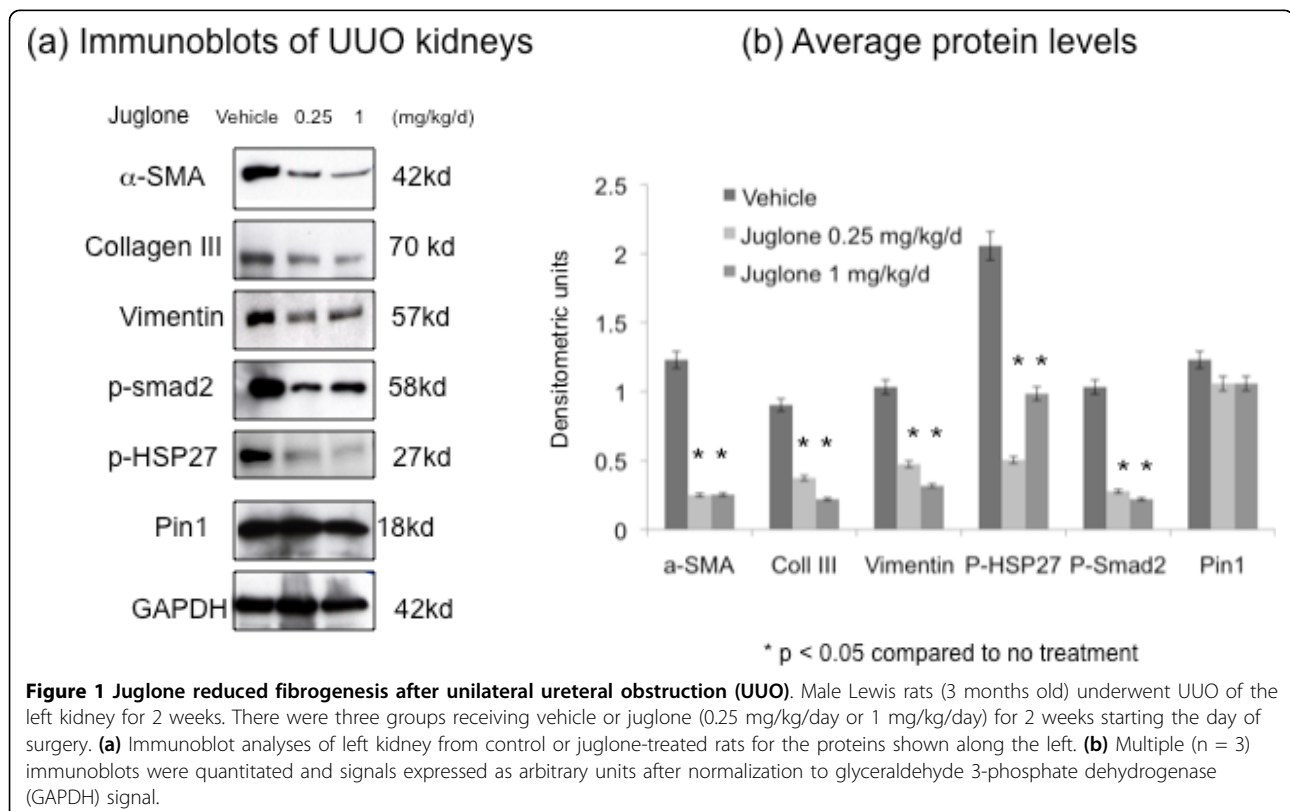 (a) Immunoblots of UUO kidneys
Juglone Vehicle 0.25 1 (mg/kg/d)
α-SMA 42kd
Collagen III 70 kd
Vimentin 57kd
p-smad2 58kd
p-HSP27 27kd
Pin1 18kd
GAPDH 42kd
(b) Average protein levels
Densitometric units
2.5
2
1.5
1
0.5
0
Vehicle
Juglone 0.25 mg/kg/d
Juglone 1 mg/kg/d
* * * * * * * * * *
a-SMA Coll III Vimentin P-HSP27 P-Smad2 Pin1
* p < 0.05 compared to no treatment
Figure 1 Juglone reduced fibrogenesis after unilateral ureteral obstruction (UUO). Male Lewis rats (3 months old) underwent UUO of the
left kidney for 2 weeks. There were three groups receiving vehicle or juglone (0.25 mg/kg/day or 1 mg/kg/day) for 2 weeks starting the day of
surgery. (a) Immunoblot analyses of left kidney from control or juglone-treated rats for the proteins shown along the left. (b) Multiple (n = 3)
immunoblots were quantitated and signals expressed as arbitrary units after normalization to glyceraldehyde 3-phosphate dehydrogenase
(GAPDH) signal.